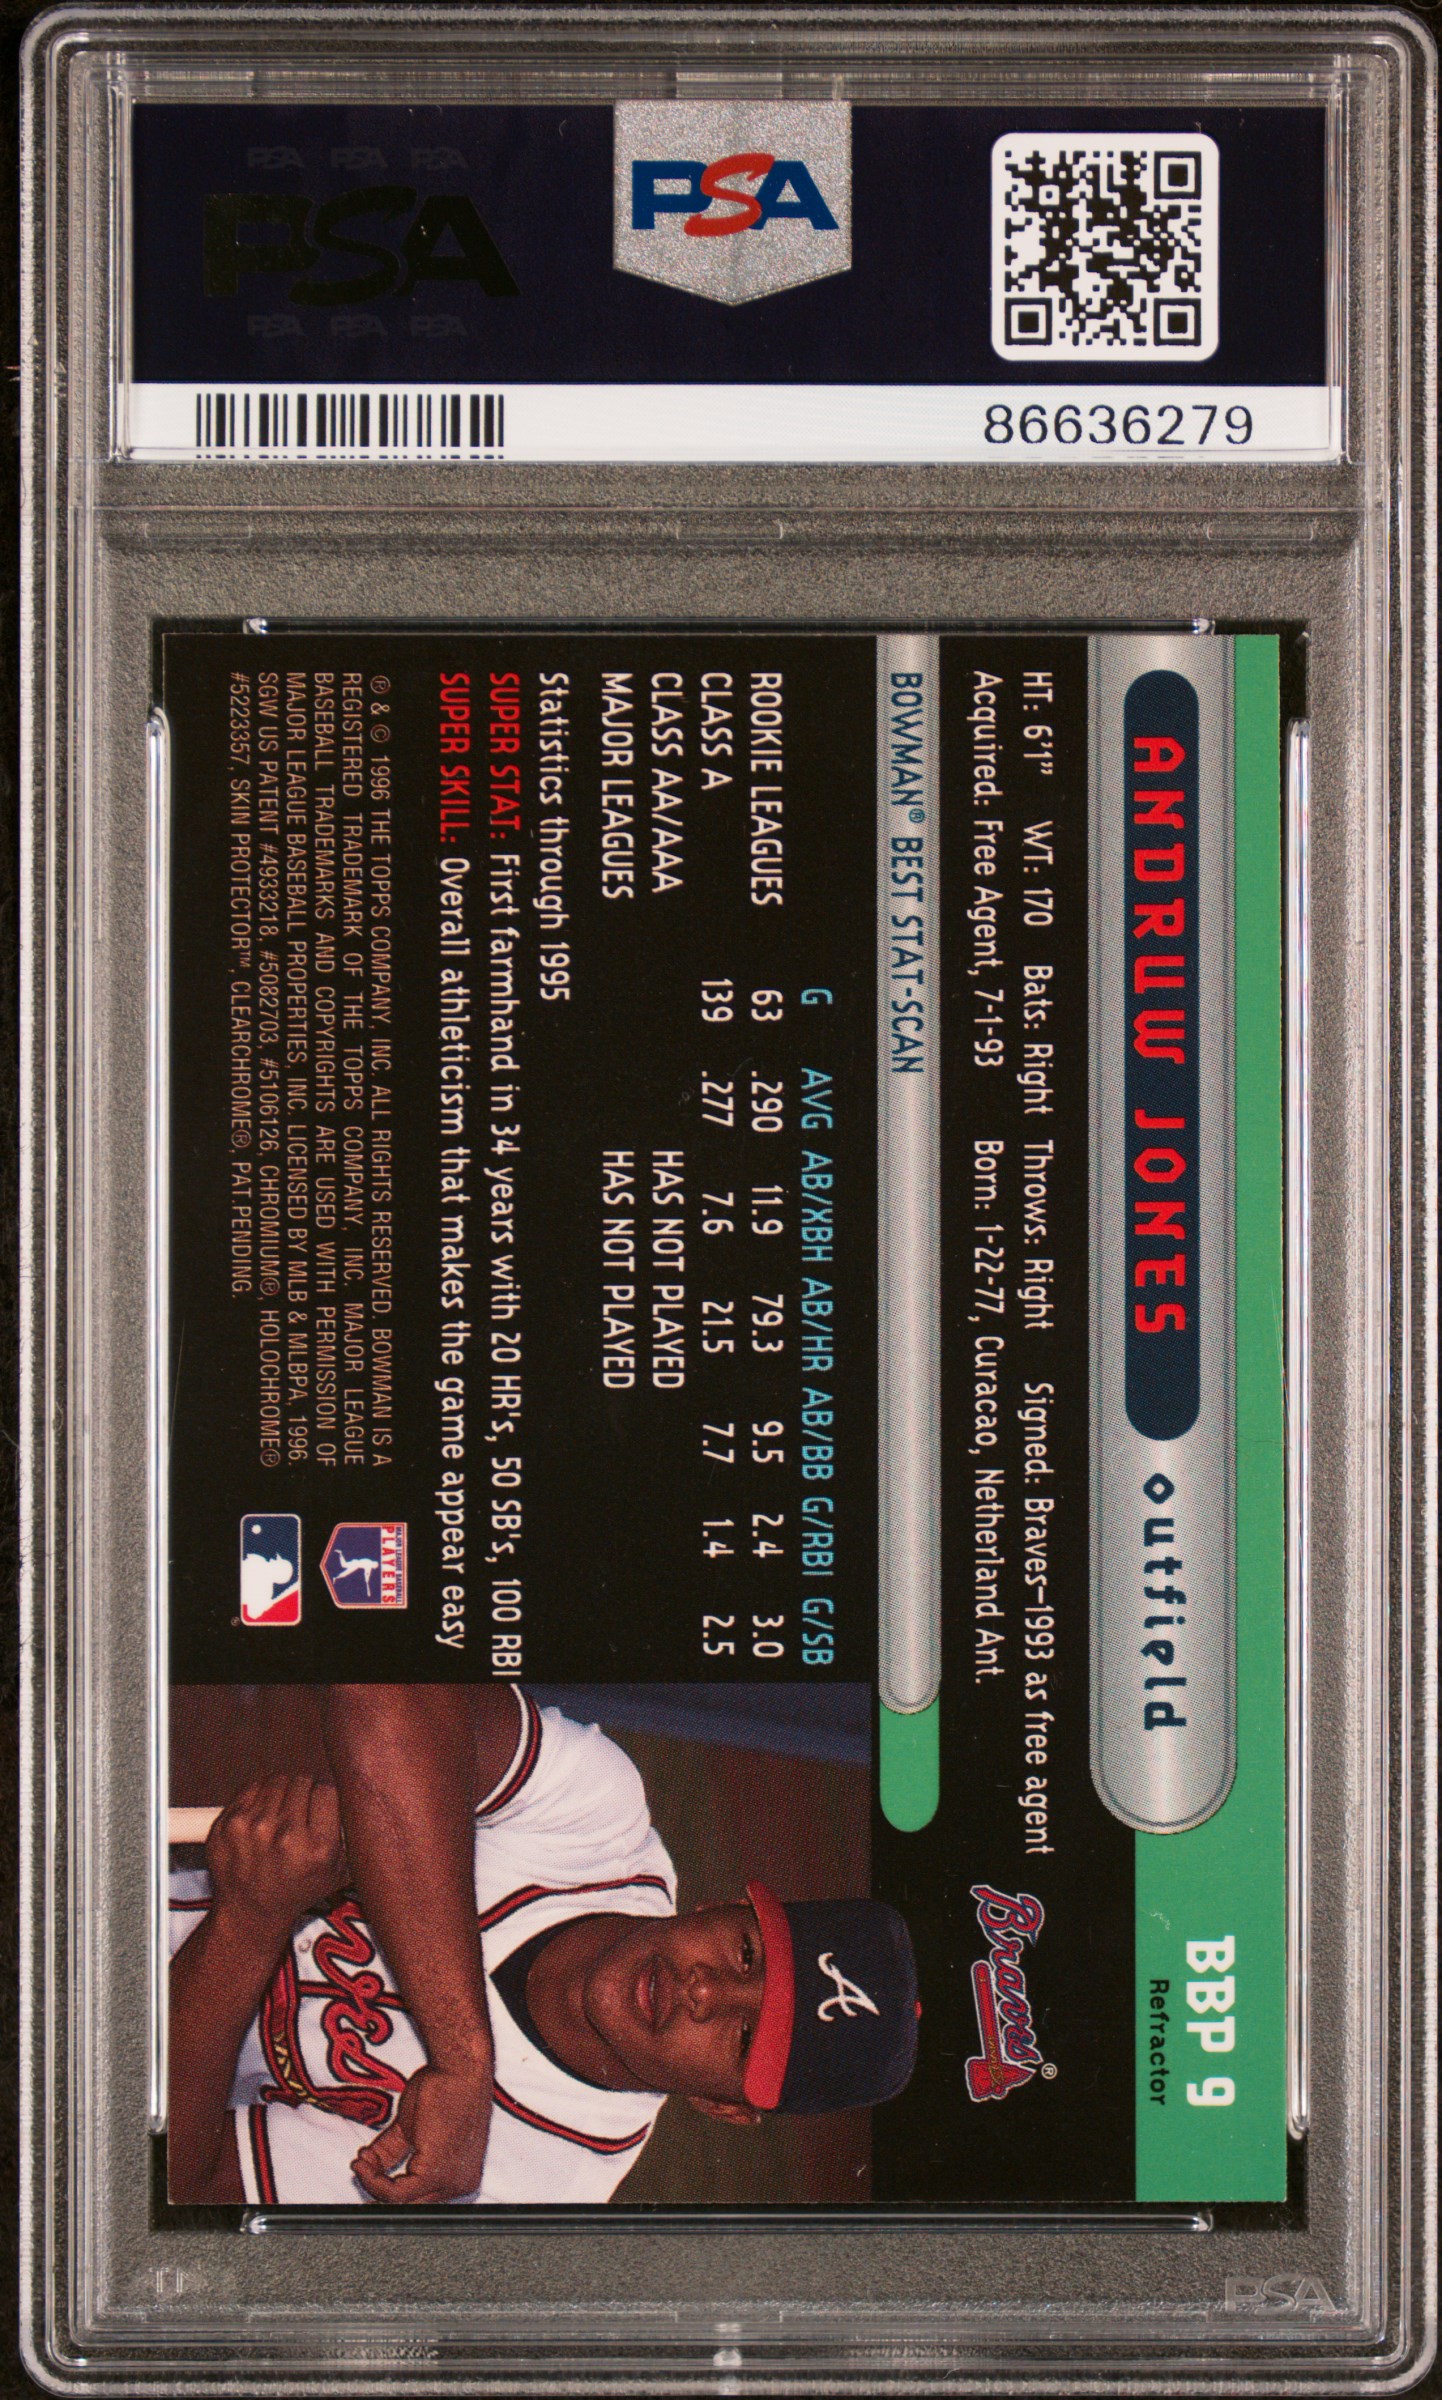 PSA PSA PSA
PSA
PSA PSA PSA
PSA
86636279
BBP 9
Refractor
ANDRUW JONES outfield
HT: 6'1" WT: 170 Bats: Right Throws: Right Signed: Braves–1993 as free agent
Acquired: Free Agent, 7-1-93 Born: 1-22-77, Curacao, Netherland Ant.
Braves®
BOWMAN® BEST STAT-SCAN
G AVG AB/XBH AB/HR AB/BB G/RBI G/SB
ROOKIE LEAGUES 63 .290 11.9 79.3 9.5 2.4 3.0
CLASS A 139 .277 7.6 21.5 7.7 1.4 2.5
CLASS AA/AAA HAS NOT PLAYED
MAJOR LEAGUES HAS NOT PLAYED
Statistics through 1995
SUPER STAT: First farmhand in 34 years with 20 HR's, 50 SB's, 100 RBI
SUPER SKILL: Overall athleticism that makes the game appear easy
® & © 1996 THE TOPPS COMPANY, INC. ALL RIGHTS RESERVED. BOWMAN IS A
REGISTERED TRADEMARK OF THE TOPPS COMPANY, INC. MAJOR LEAGUE
BASEBALL TRADEMARKS AND COPYRIGHTS ARE USED WITH PERMISSION OF
MAJOR LEAGUE BASEBALL PROPERTIES, INC. LICENSED BY MLB & MLBPA, 1996.
SGW US PATENT #4933218, #5082703, #5106126, CHROMIUM®, HOLOCHROME®
#5223357, SKIN PROTECTOR™, CLEARCHROME®, PAT.PENDING.
MAJOR LEAGUE BASEBALL
PLAYERS
A
PSA